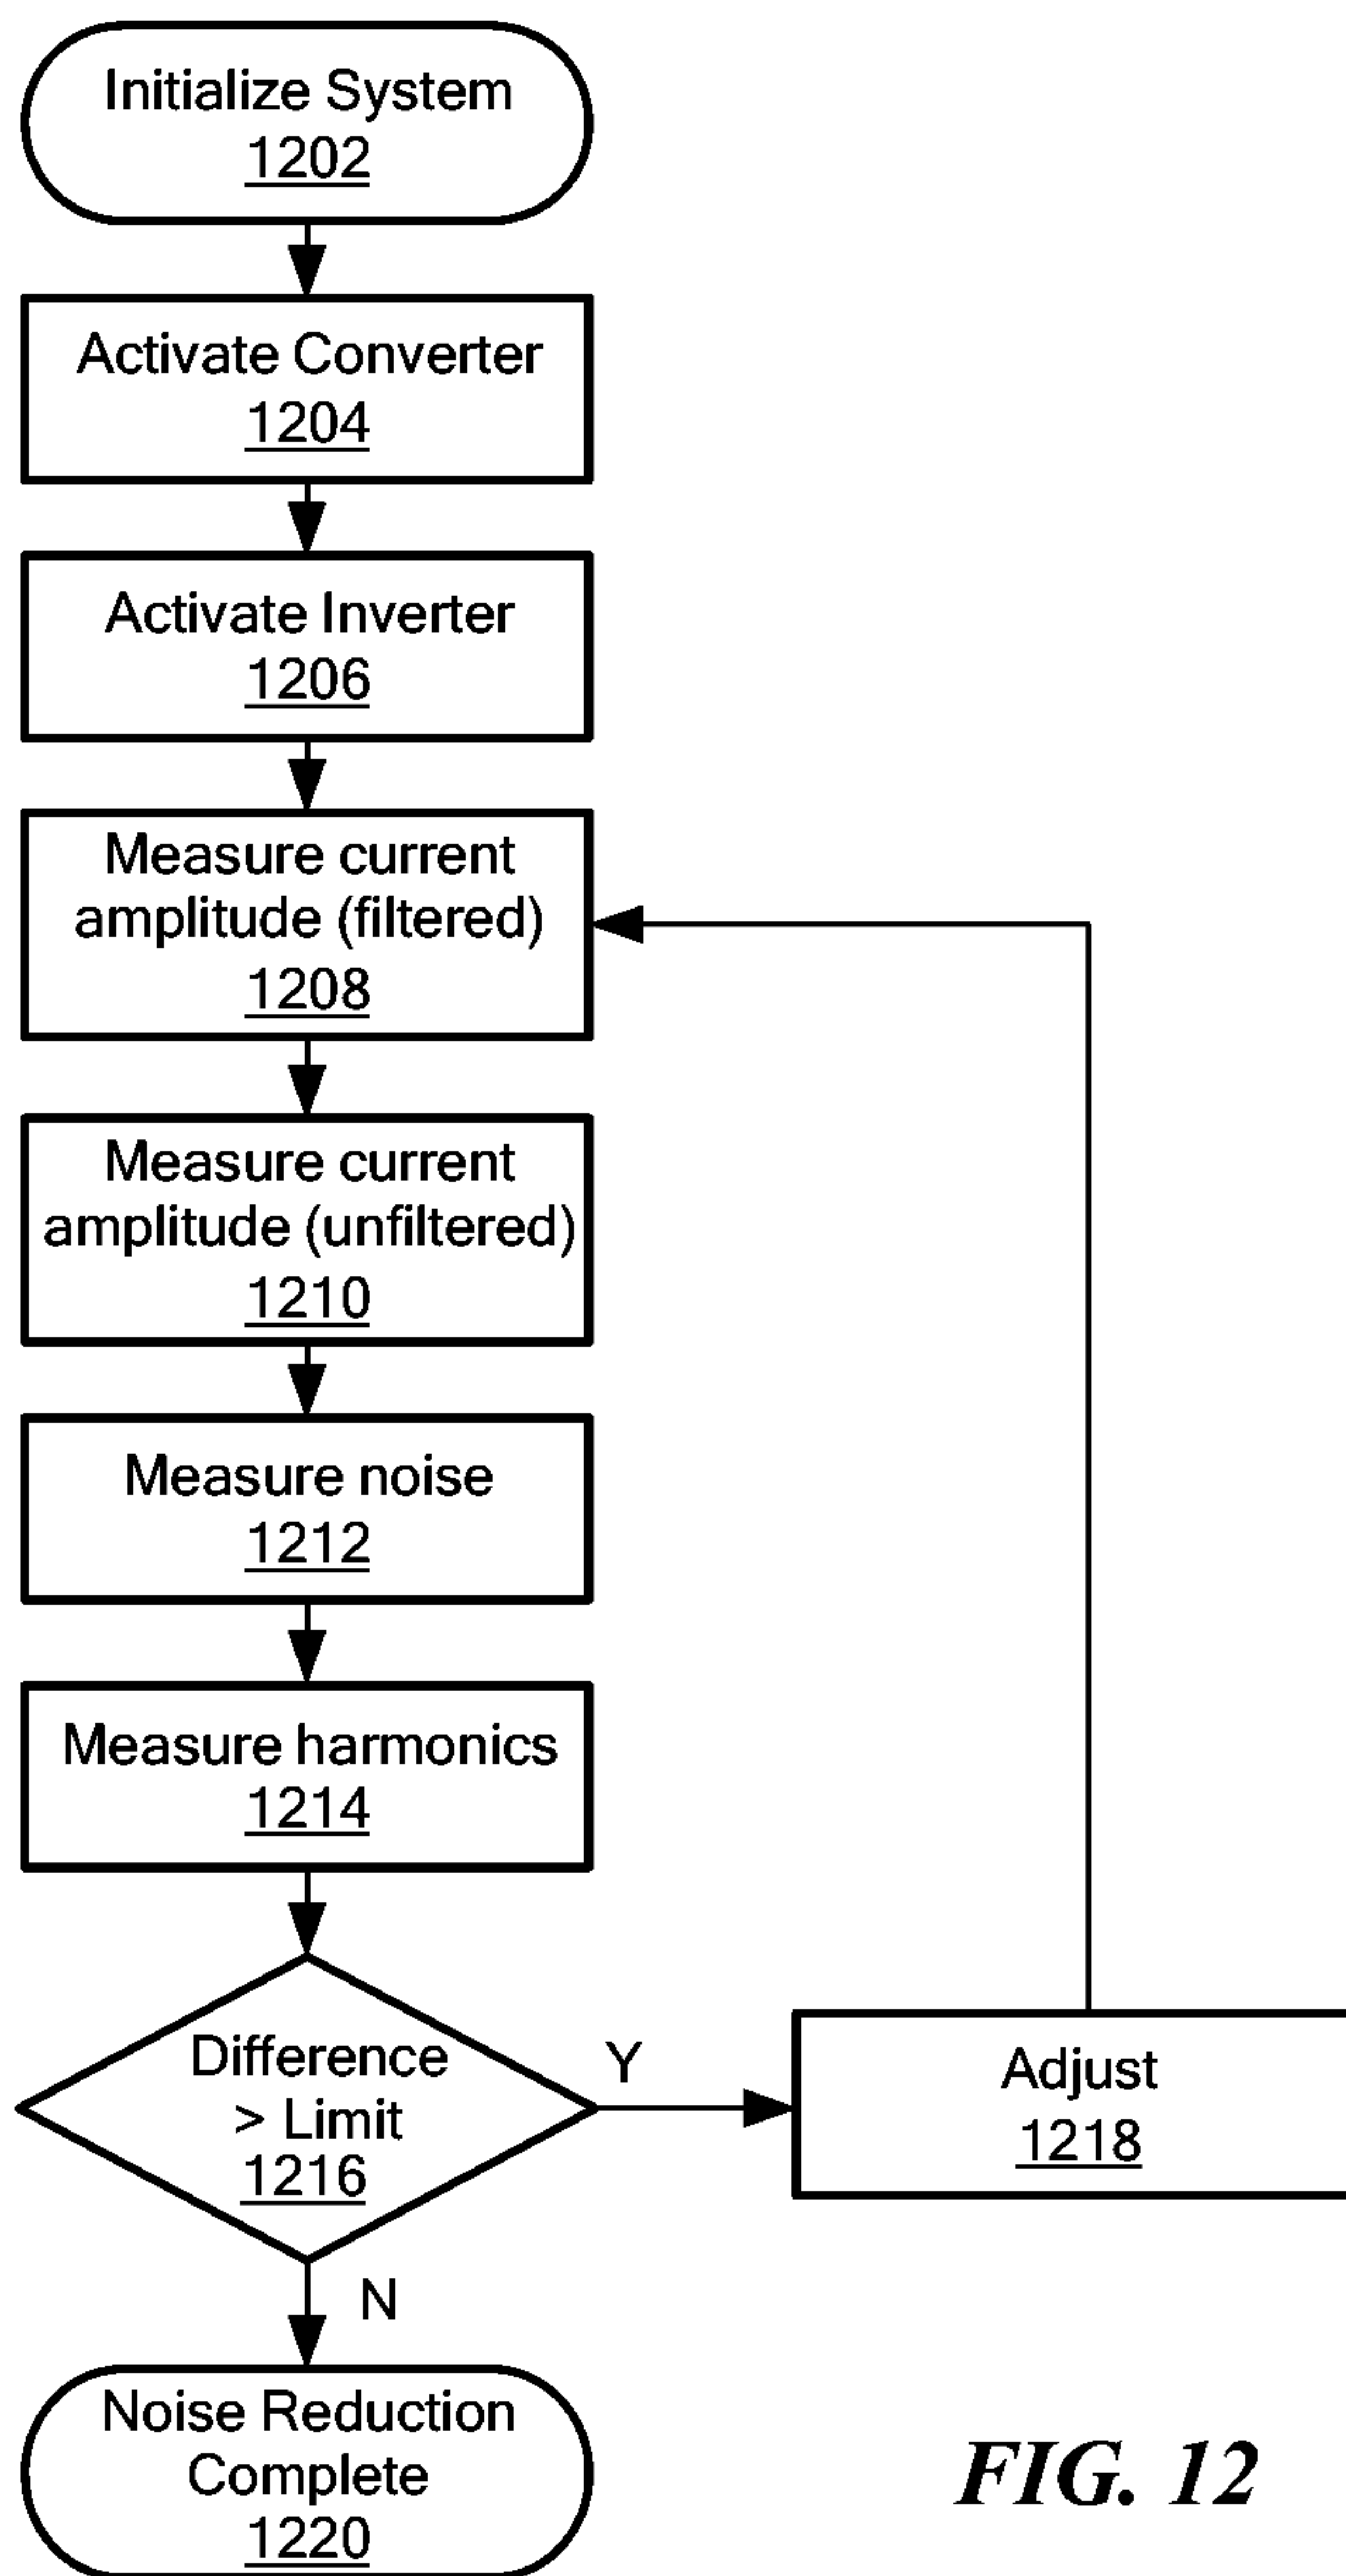 Initialize System
1202
Activate Converter
1204
Activate Inverter
1206
Measure current
amplitude (filtered)
1208
Measure current
amplitude (unfiltered)
1210
Measure noise
1212
Measure harmonics
1214
Difference
> Limit
1216
Y
Adjust
1218
N
Noise Reduction
Complete
1220
FIG. 12